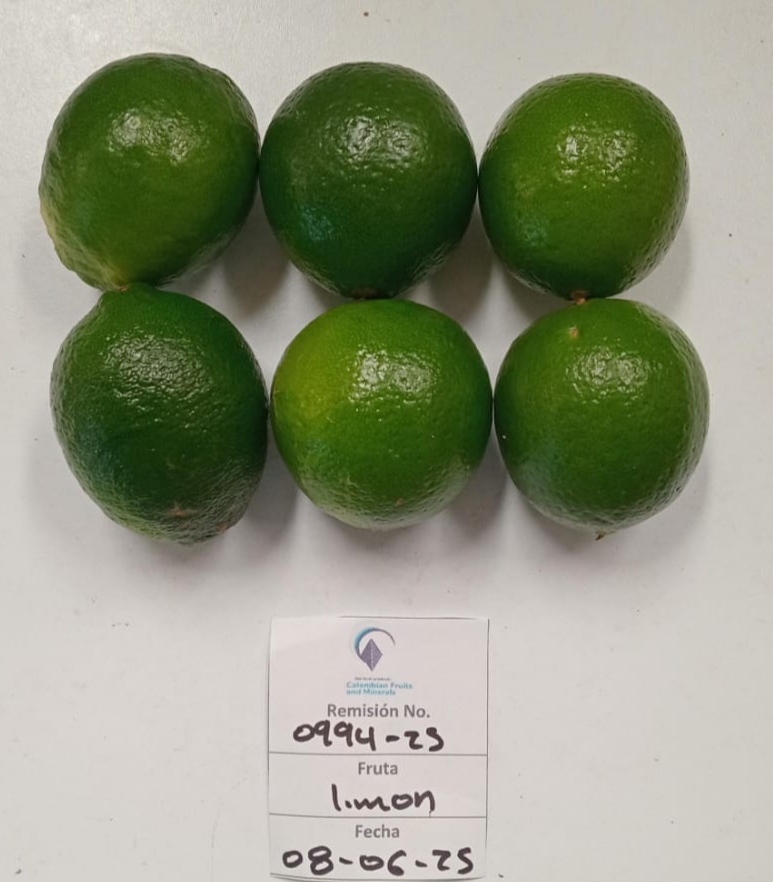 Colombian Fruits
and Minerals
Remisión No.
0994-25
Fruta
limon
Fecha
08-06-25